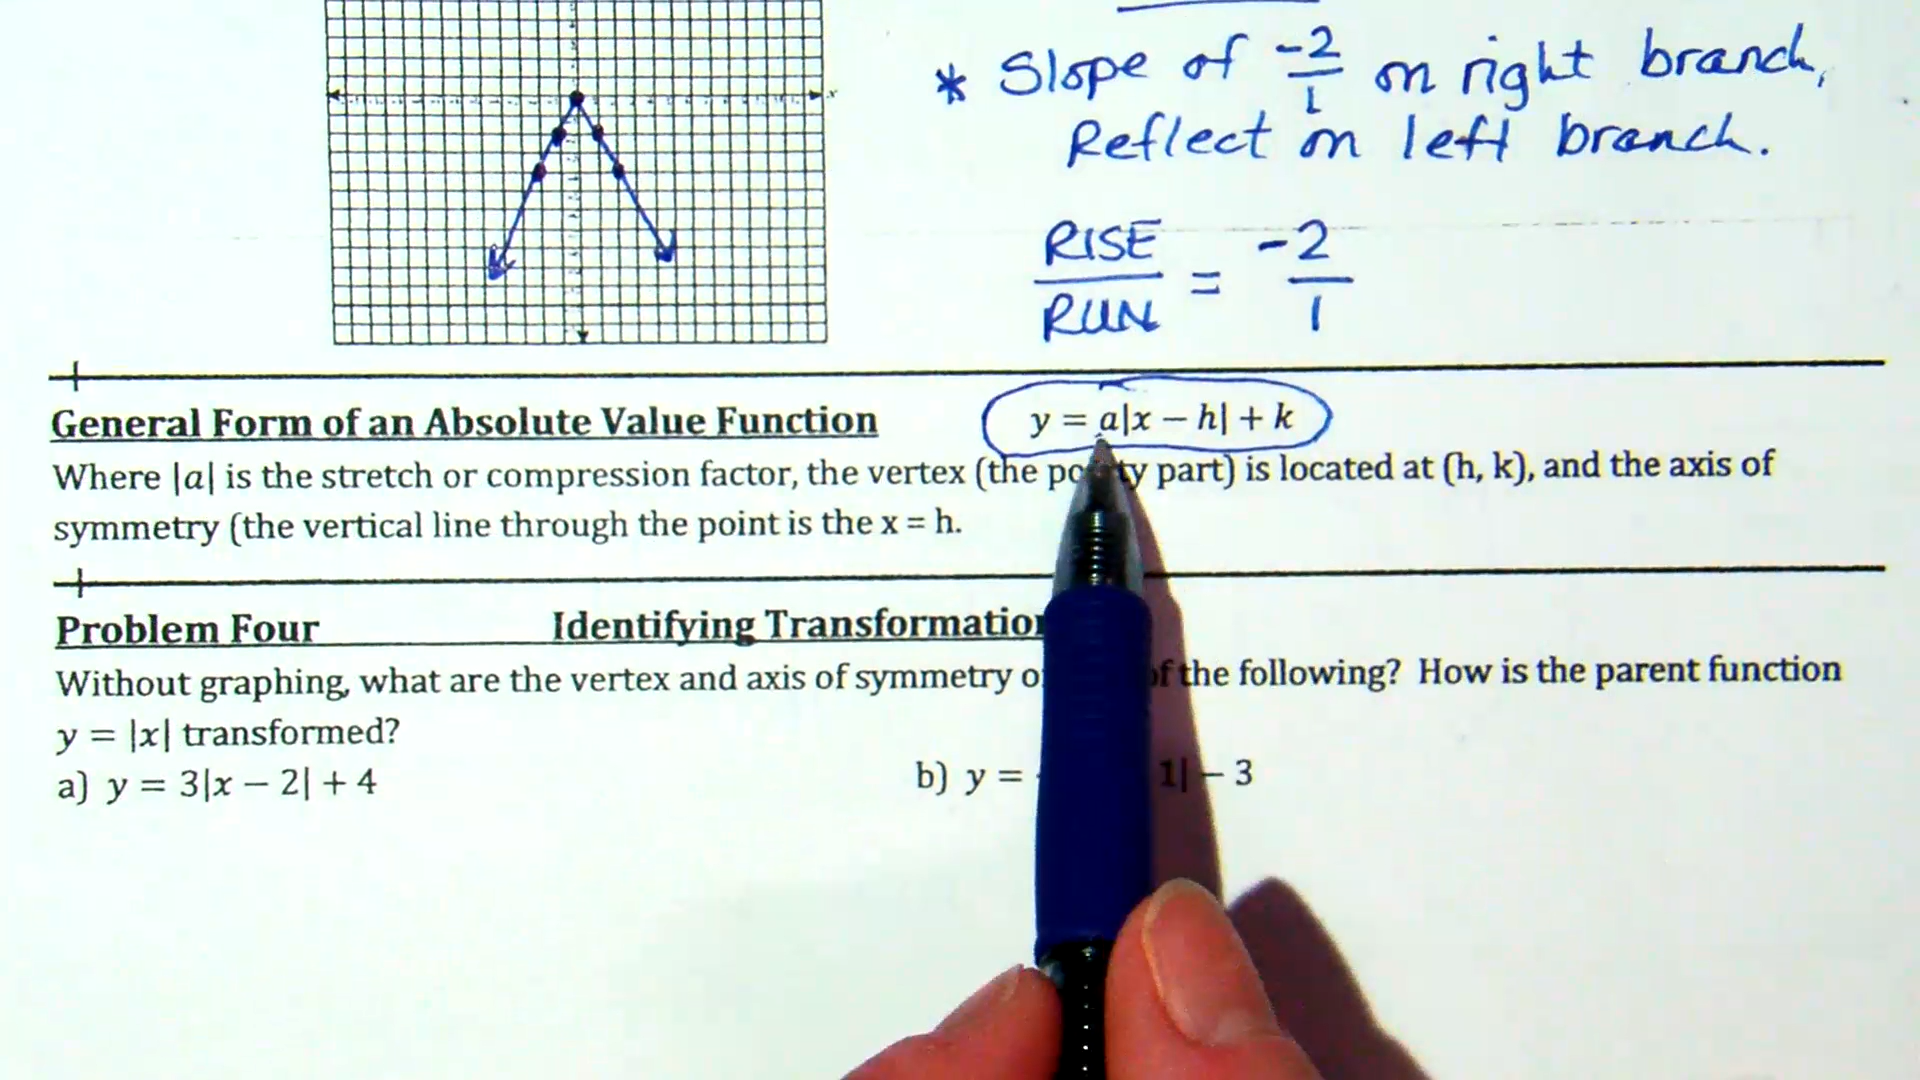 * Slope of -2/1 on right branch,
Reflect on left branch.
x
RISE/RUN = -2/1
General Form of an Absolute Value Function y = a|x − h| + k
Where |a| is the stretch or compression factor, the vertex (the part) is located at (h, k), and the axis of
symmetry (the vertical line through the point is the x = h.
Problem Four Identifying
Without graphing, what are the vertex and axis of symmetry the following? How is the parent function
y = |x| transformed?
a) y = 3|x − 2| + 4
b) y = 1| − 3